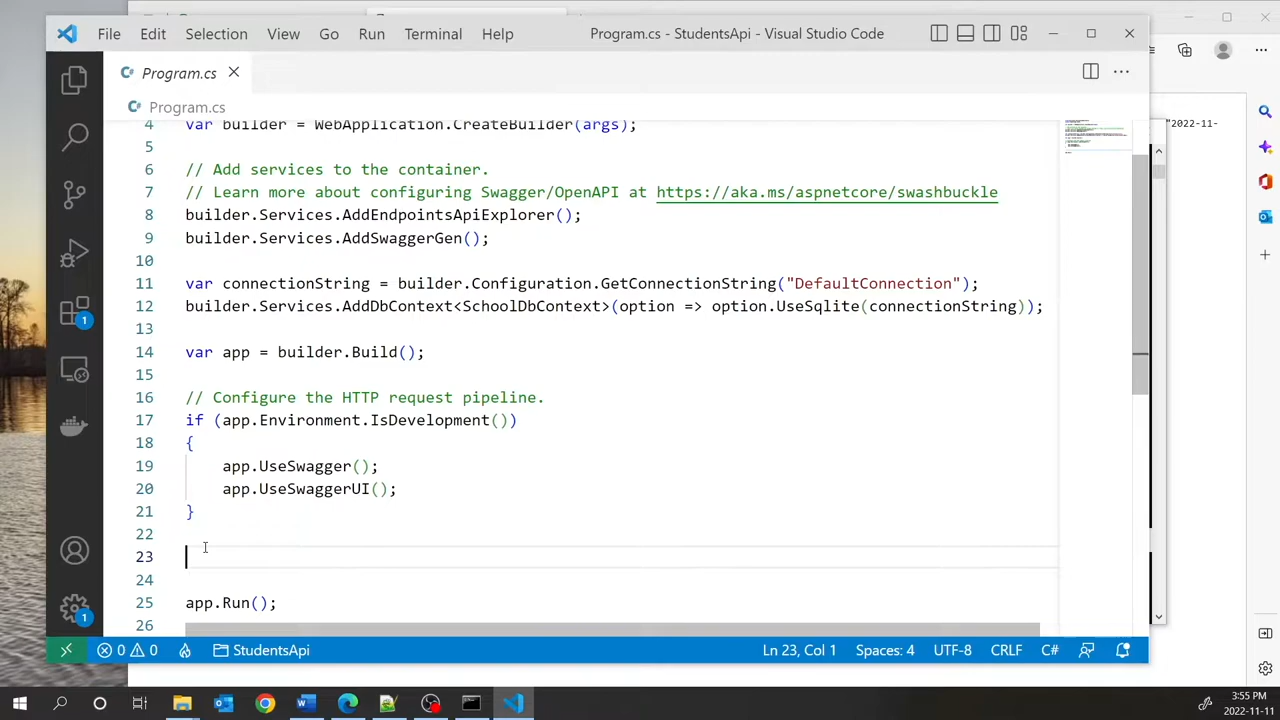 File Edit Selection View Go Run Terminal Help Program.cs - StudentsApi - Visual Studio Code
Program.cs
Program.cs
"2022-11-
4 var builder = WebApplication.CreateBuilder(args);
5
6 // Add services to the container.
7 // Learn more about configuring Swagger/OpenAPI at https://aka.ms/aspnetcore/swashbuckle
8 builder.Services.AddEndpointsApiExplorer();
9 builder.Services.AddSwaggerGen();
10
11 var connectionString = builder.Configuration.GetConnectionString("DefaultConnection");
12 builder.Services.AddDbContext<SchoolDbContext>(option => option.UseSqlite(connectionString));
13
14 var app = builder.Build();
15
16 // Configure the HTTP request pipeline.
17 if (app.Environment.IsDevelopment())
18 {
19 app.UseSwagger();
20 app.UseSwaggerUI();
21 }
22
23
24
25 app.Run();
26
1
1
0 0 StudentsApi Ln 23, Col 1 Spaces: 4 UTF-8 CRLF C#
3:55 PM
2022-11-11